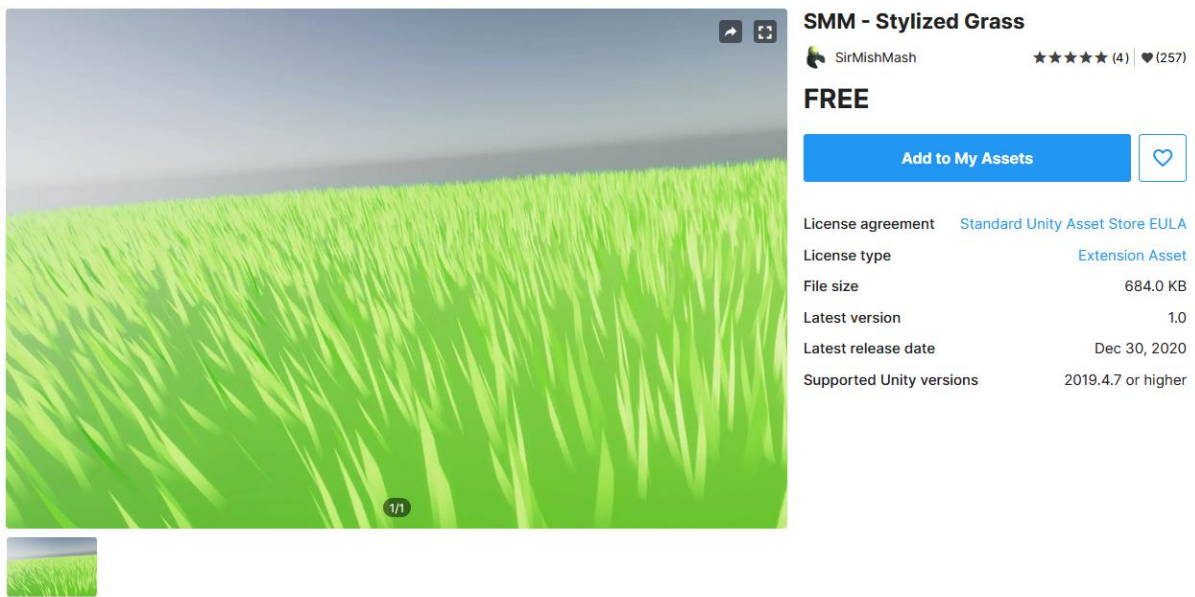 SMM - Stylized Grass
SirMishMash (4) (257)
FREE
Add to My Assets
License agreement Standard Unity Asset Store EULA
License type Extension Asset
File size 684.0 KB
Latest version 1.0
Latest release date Dec 30, 2020
Supported Unity versions 2019.4.7 or higher
1/1